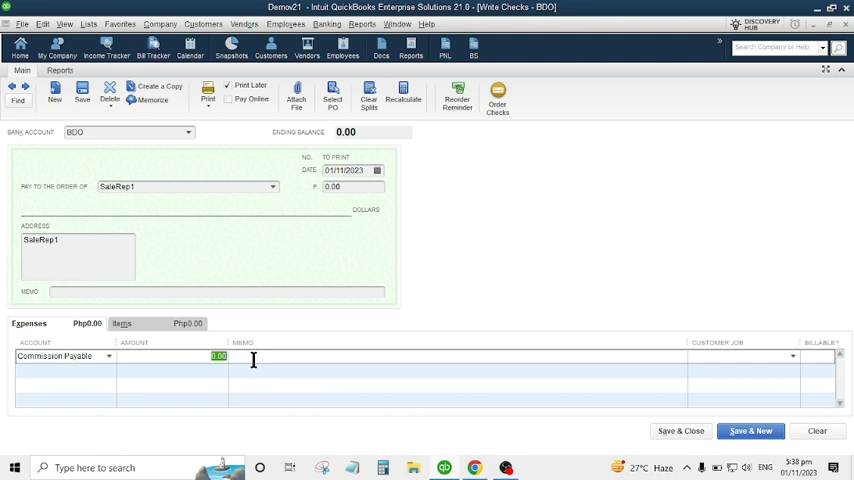 Demov21 - Intuit QuickBooks Enterprise Solutions 21.0 - [Write Checks - BDO]
File Edit View Lists Favorites Company Customers Vendors Employees Banking Reports Window Help
DISCOVERY HUB
Home My Company Income Tracker Bill Tracker Calendar Snapshots Customers Vendors Employees Docs Reports PNL BS
» Search Company or Help
Main Reports
Find New Save Delete Create a Copy Memorize Print Print Later Pay Online Attach File Select PO Clear Splits Recalculate Reorder Reminder Order Checks
BANK ACCOUNT BDO ENDING BALANCE 0.00
NO. TO PRINT
DATE 01/11/2023
PAY TO THE ORDER OF SaleRep1 P. 0.00
DOLLARS
ADDRESS
SaleRep1
MEMO
Expenses Php0.00 Items Php0.00
ACCOUNT AMOUNT MEMO CUSTOMER:JOB BILLABLE?
Commission Payable 0.00
Save & Close Save & New Clear
Type here to search
27°C Haze ENG 5:38 pm
01/11/2023